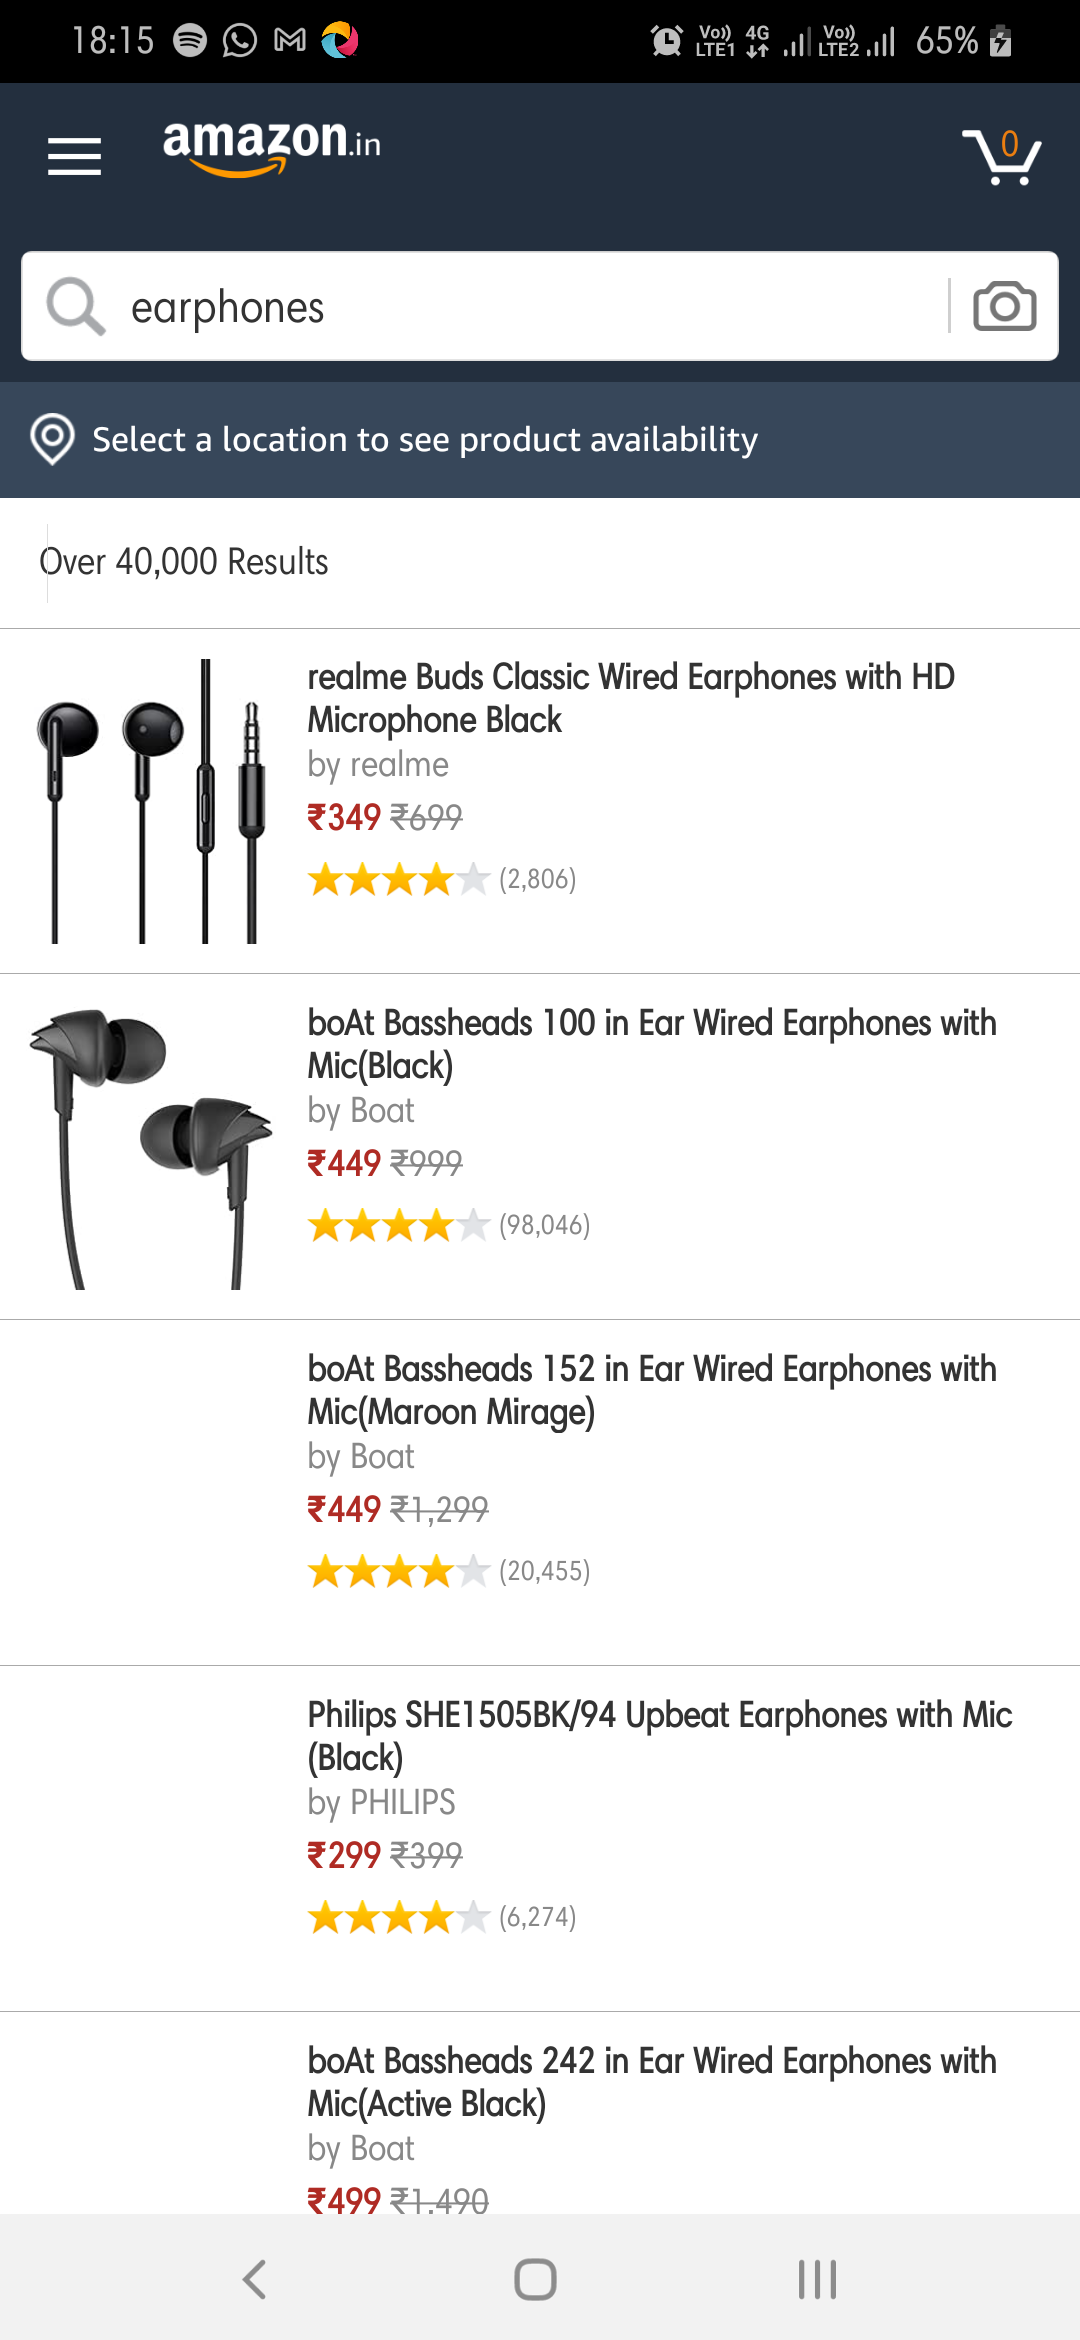 18:15
Vo)) LTE1 4G Vo)) LTE2 65%
amazon.in
0
earphones
Select a location to see product availability
Over 40,000 Results
realme Buds Classic Wired Earphones with HD
Microphone Black
by realme
₹349 ₹699
(2,806)
boAt Bassheads 100 in Ear Wired Earphones with
Mic(Black)
by Boat
₹449 ₹999
(98,046)
boAt Bassheads 152 in Ear Wired Earphones with
Mic(Maroon Mirage)
by Boat
₹449 ₹1,299
(20,455)
Philips SHE1505BK/94 Upbeat Earphones with Mic
(Black)
by PHILIPS
₹299 ₹399
(6,274)
boAt Bassheads 242 in Ear Wired Earphones with
Mic(Active Black)
by Boat
₹499 ₹1,490